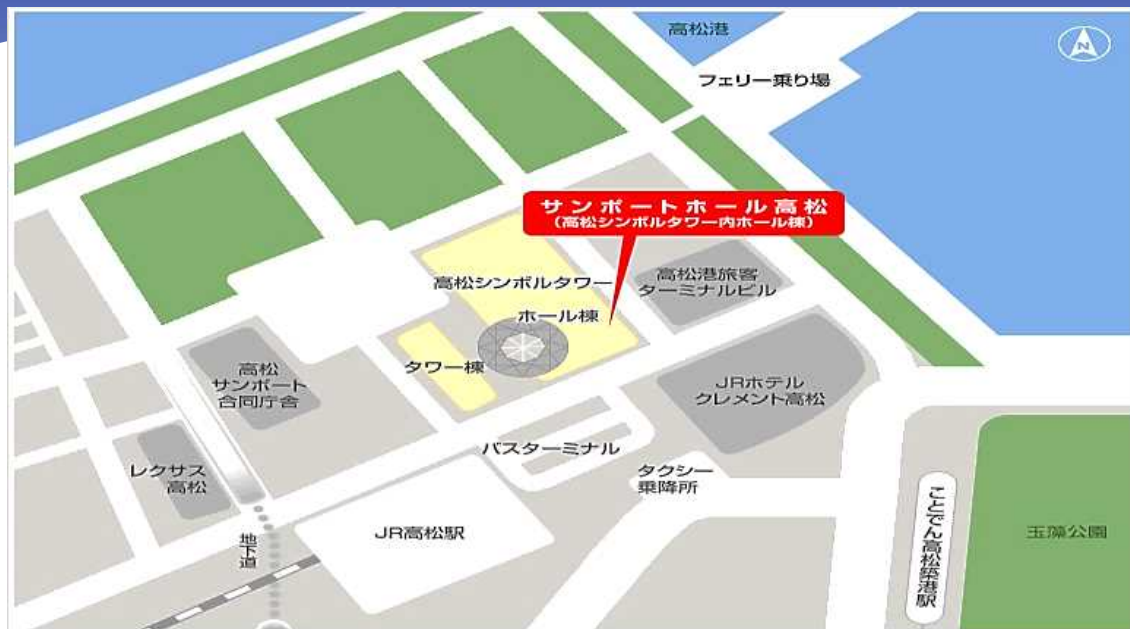 高松港
N
フェリー乗り場
サンポートホール高松
(高松シンボルタワー内ホール棟)
高松シンボルタワー
高松港旅客
ターミナルビル
ホール棟
タワー棟
高松
サンポート
合同庁舎
JRホテル
クレメント高松
バスターミナル
レクサス
高松
タクシー
乗降所
JR高松駅
地下道
ことでん高松築港駅
玉藻公園